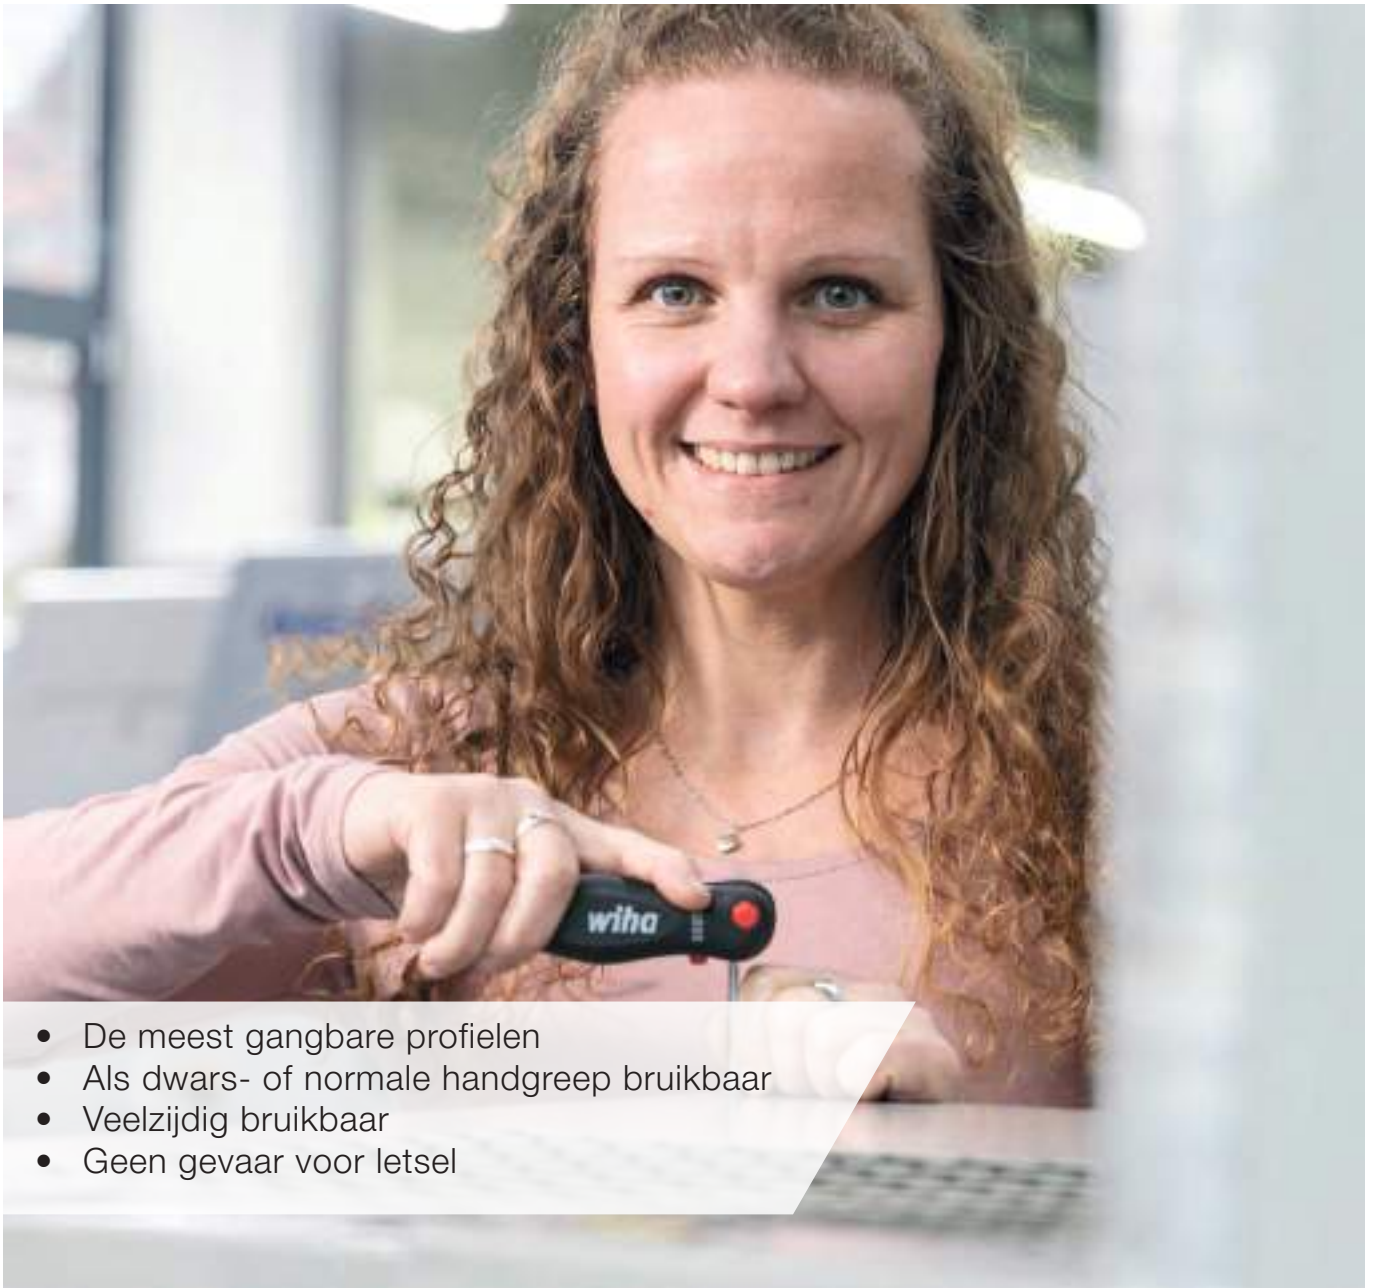 wiha
• De meest gangbare profielen
• Als dwars- of normale handgreep bruikbaar
• Veelzijdig bruikbaar
• Geen gevaar voor letsel